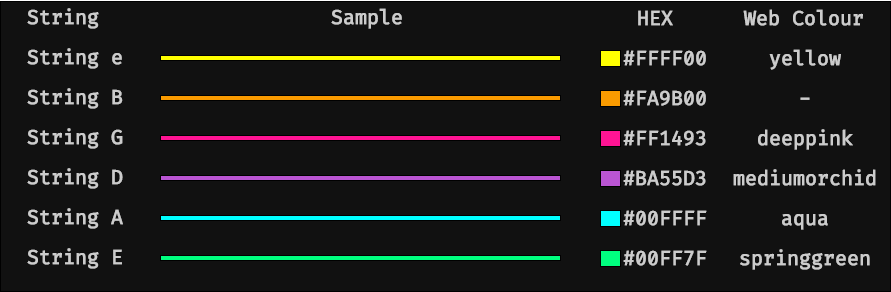 String Sample HEX Web Colour
String e #FFFF00 yellow
String B #FA9B00 -
String G #FF1493 deeppink
String D #BA55D3 mediumorchid
String A #00FFFF aqua
String E #00FF7F springgreen